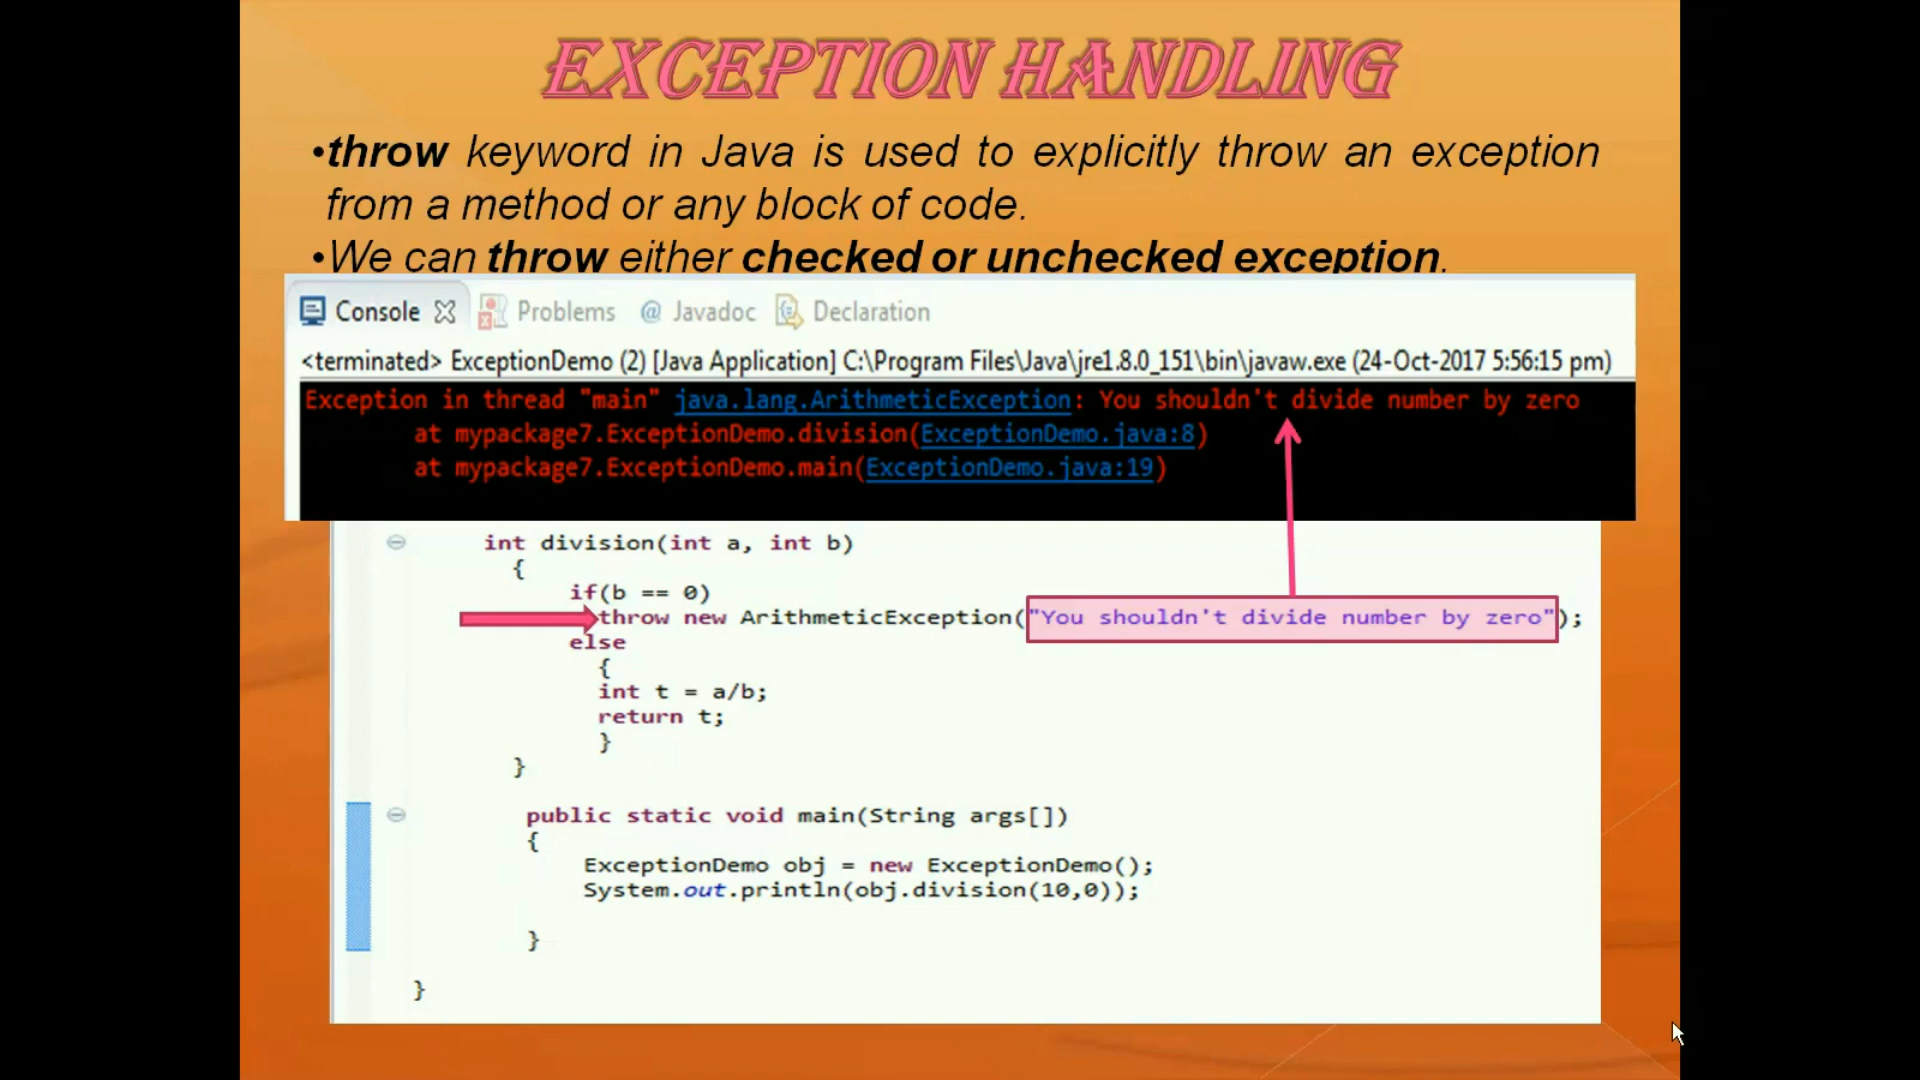 EXCEPTION HANDLING
•throw keyword in Java is used to explicitly throw an exception
from a method or any block of code.
•We can throw either checked or unchecked exception.
Console Problems @ Javadoc Declaration
<terminated> ExceptionDemo (2) [Java Application] C:\Program Files\Java\jre1.8.0_151\bin\javaw.exe (24-Oct-2017 5:56:15 pm)
Exception in thread "main" java.lang.ArithmeticException: You shouldn't divide number by zero
at mypackage7.ExceptionDemo.division(ExceptionDemo.java:8)
at mypackage7.ExceptionDemo.main(ExceptionDemo.java:19)
int division(int a, int b)
{
if(b == 0)
throw new ArithmeticException("You shouldn't divide number by zero");
else
{
int t = a/b;
return t;
}
}
public static void main(String args[])
{
ExceptionDemo obj = new ExceptionDemo();
System.out.println(obj.division(10,0));
}
}